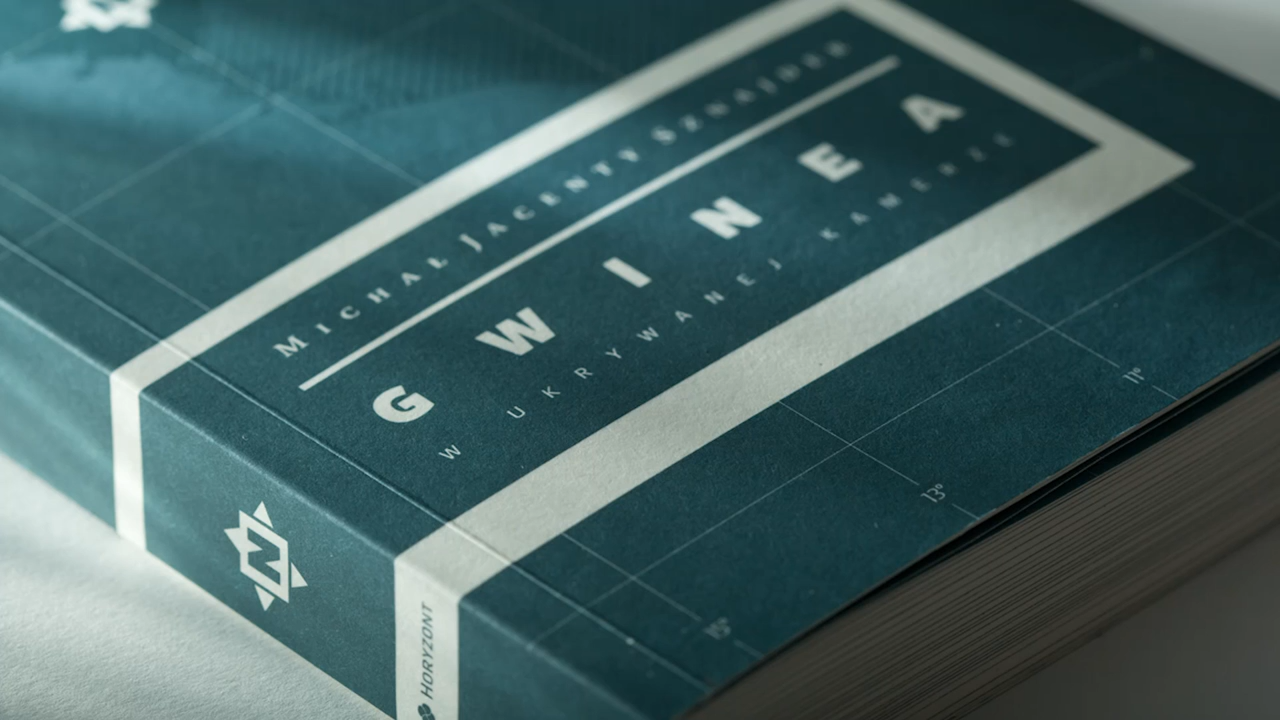 Michał Jacenty Sznajder
GWINEA
W UKRYWANEJ KAMERZE
11°
13°
15°
N
HORYZONT